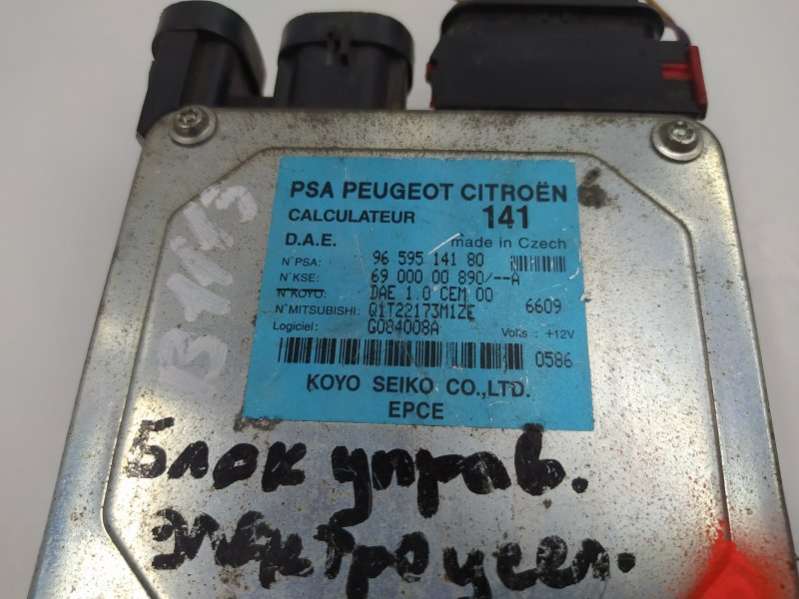 PSA PEUGEOT CITROËN
CALCULATEUR 141
D.A.E. made in Czech
N°PSA: 96 595 141 80
N°KSE: 69 000 00 890/--A
N°KOYO: DAE 1.0 CEM 00
N°MITSUBISHI: Q1T22173M1ZE 6609
Logiciel: G084008A Volts : +12V
0586
KOYO SEIKO CO.,LTD.
EPCE
Блок управ.
электроусел.